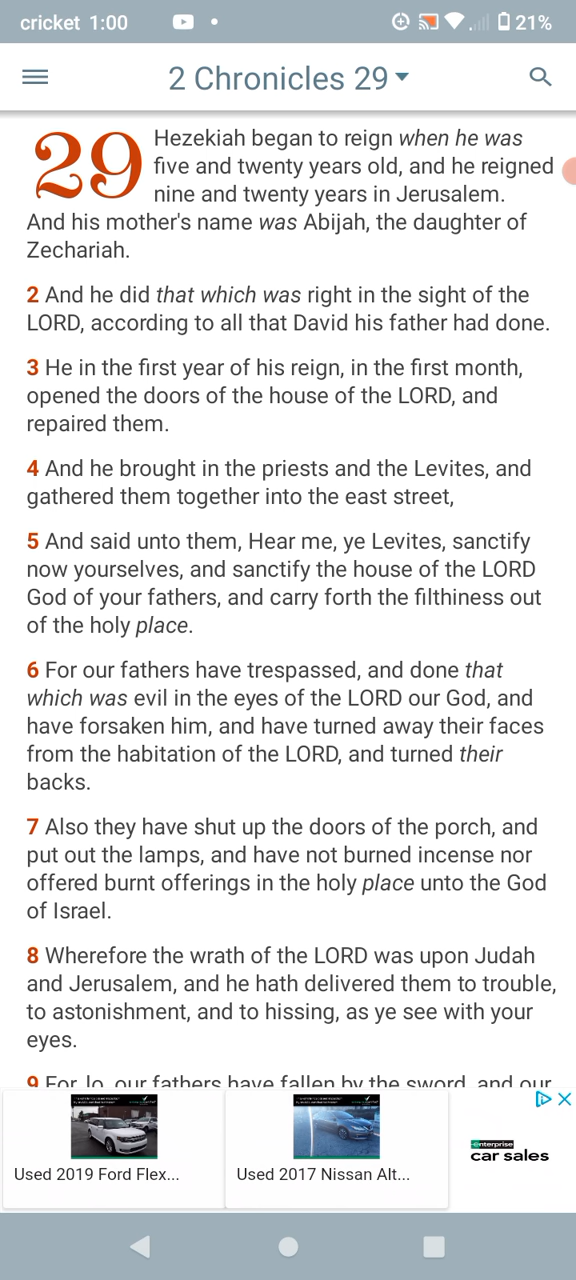 cricket 1:00
21%
2 Chronicles 29
29 Hezekiah began to reign when he was
five and twenty years old, and he reigned
nine and twenty years in Jerusalem.
And his mother's name was Abijah, the daughter of
Zechariah.
2 And he did that which was right in the sight of the
LORD, according to all that David his father had done.
3 He in the first year of his reign, in the first month,
opened the doors of the house of the LORD, and
repaired them.
4 And he brought in the priests and the Levites, and
gathered them together into the east street,
5 And said unto them, Hear me, ye Levites, sanctify
now yourselves, and sanctify the house of the LORD
God of your fathers, and carry forth the filthiness out
of the holy place.
6 For our fathers have trespassed, and done that
which was evil in the eyes of the LORD our God, and
have forsaken him, and have turned away their faces
from the habitation of the LORD, and turned their
backs.
7 Also they have shut up the doors of the porch, and
put out the lamps, and have not burned incense nor
offered burnt offerings in the holy place unto the God
of Israel.
8 Wherefore the wrath of the LORD was upon Judah
and Jerusalem, and he hath delivered them to trouble,
to astonishment, and to hissing, as ye see with your
eyes.
9 For, lo, our fathers have fallen by the sword, and our
Used 2019 Ford Flex...
Used 2017 Nissan Alt...
enterprise
car sales